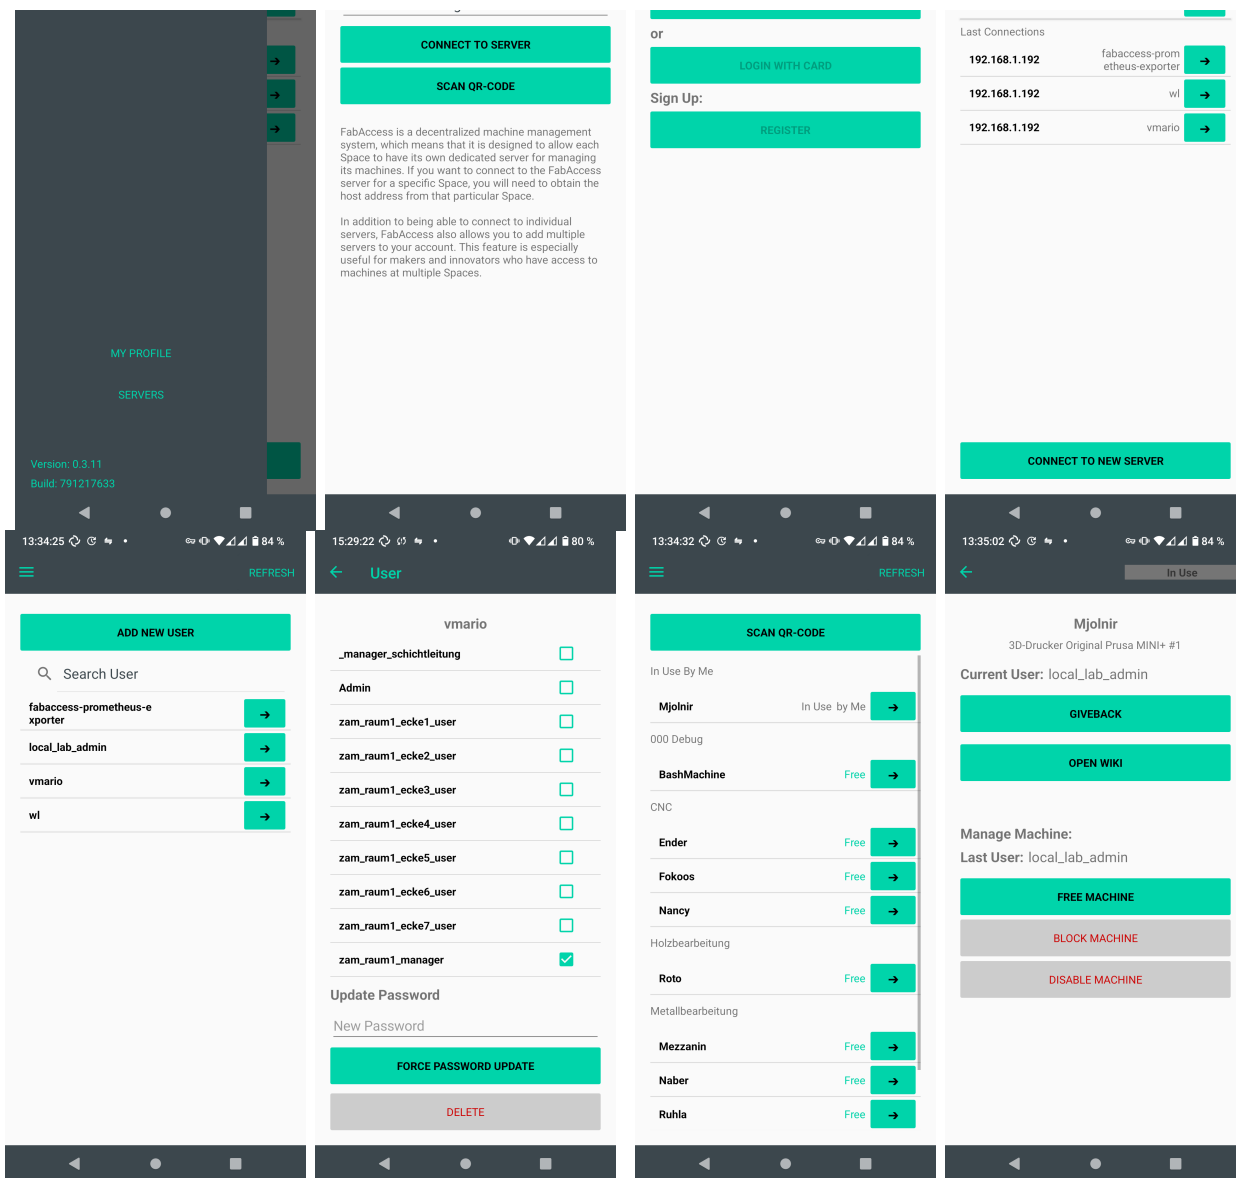 MY PROFILE
SERVERS
Version: 0.3.11
Build: 791217633
CONNECT TO SERVER
SCAN QR-CODE
FabAccess is a decentralized machine management
system, which means that it is designed to allow each
Space to have its own dedicated server for managing
its machines. If you want to connect to the FabAccess
server for a specific Space, you will need to obtain the
host address from that particular Space.
In addition to being able to connect to individual
servers, FabAccess also allows you to add multiple
servers to your account. This feature is especially
useful for makers and innovators who have access to
machines at multiple Spaces.
or
LOGIN WITH CARD
Sign Up:
REGISTER
Last Connections
192.168.1.192 fabaccess-prom
etheus-exporter
192.168.1.192 wl
192.168.1.192 vmario
CONNECT TO NEW SERVER
13:34:25 84 %
REFRESH
ADD NEW USER
Search User
fabaccess-prometheus-e
xporter
local_lab_admin
vmario
wl
15:29:22 80 %
User
vmario
_manager_schichtleitung
Admin
zam_raum1_ecke1_user
zam_raum1_ecke2_user
zam_raum1_ecke3_user
zam_raum1_ecke4_user
zam_raum1_ecke5_user
zam_raum1_ecke6_user
zam_raum1_ecke7_user
zam_raum1_manager
Update Password
New Password
FORCE PASSWORD UPDATE
DELETE
13:34:32 84 %
REFRESH
SCAN QR-CODE
In Use By Me
Mjolnir In Use by Me
000 Debug
BashMachine Free
CNC
Ender Free
Fokoos Free
Nancy Free
Holzbearbeitung
Roto Free
Metallbearbeitung
Mezzanin Free
Naber Free
Ruhla Free
13:35:02 84 %
In Use
Mjolnir
3D-Drucker Original Prusa MINI+ #1
Current User: local_lab_admin
GIVEBACK
OPEN WIKI
Manage Machine:
Last User: local_lab_admin
FREE MACHINE
BLOCK MACHINE
DISABLE MACHINE